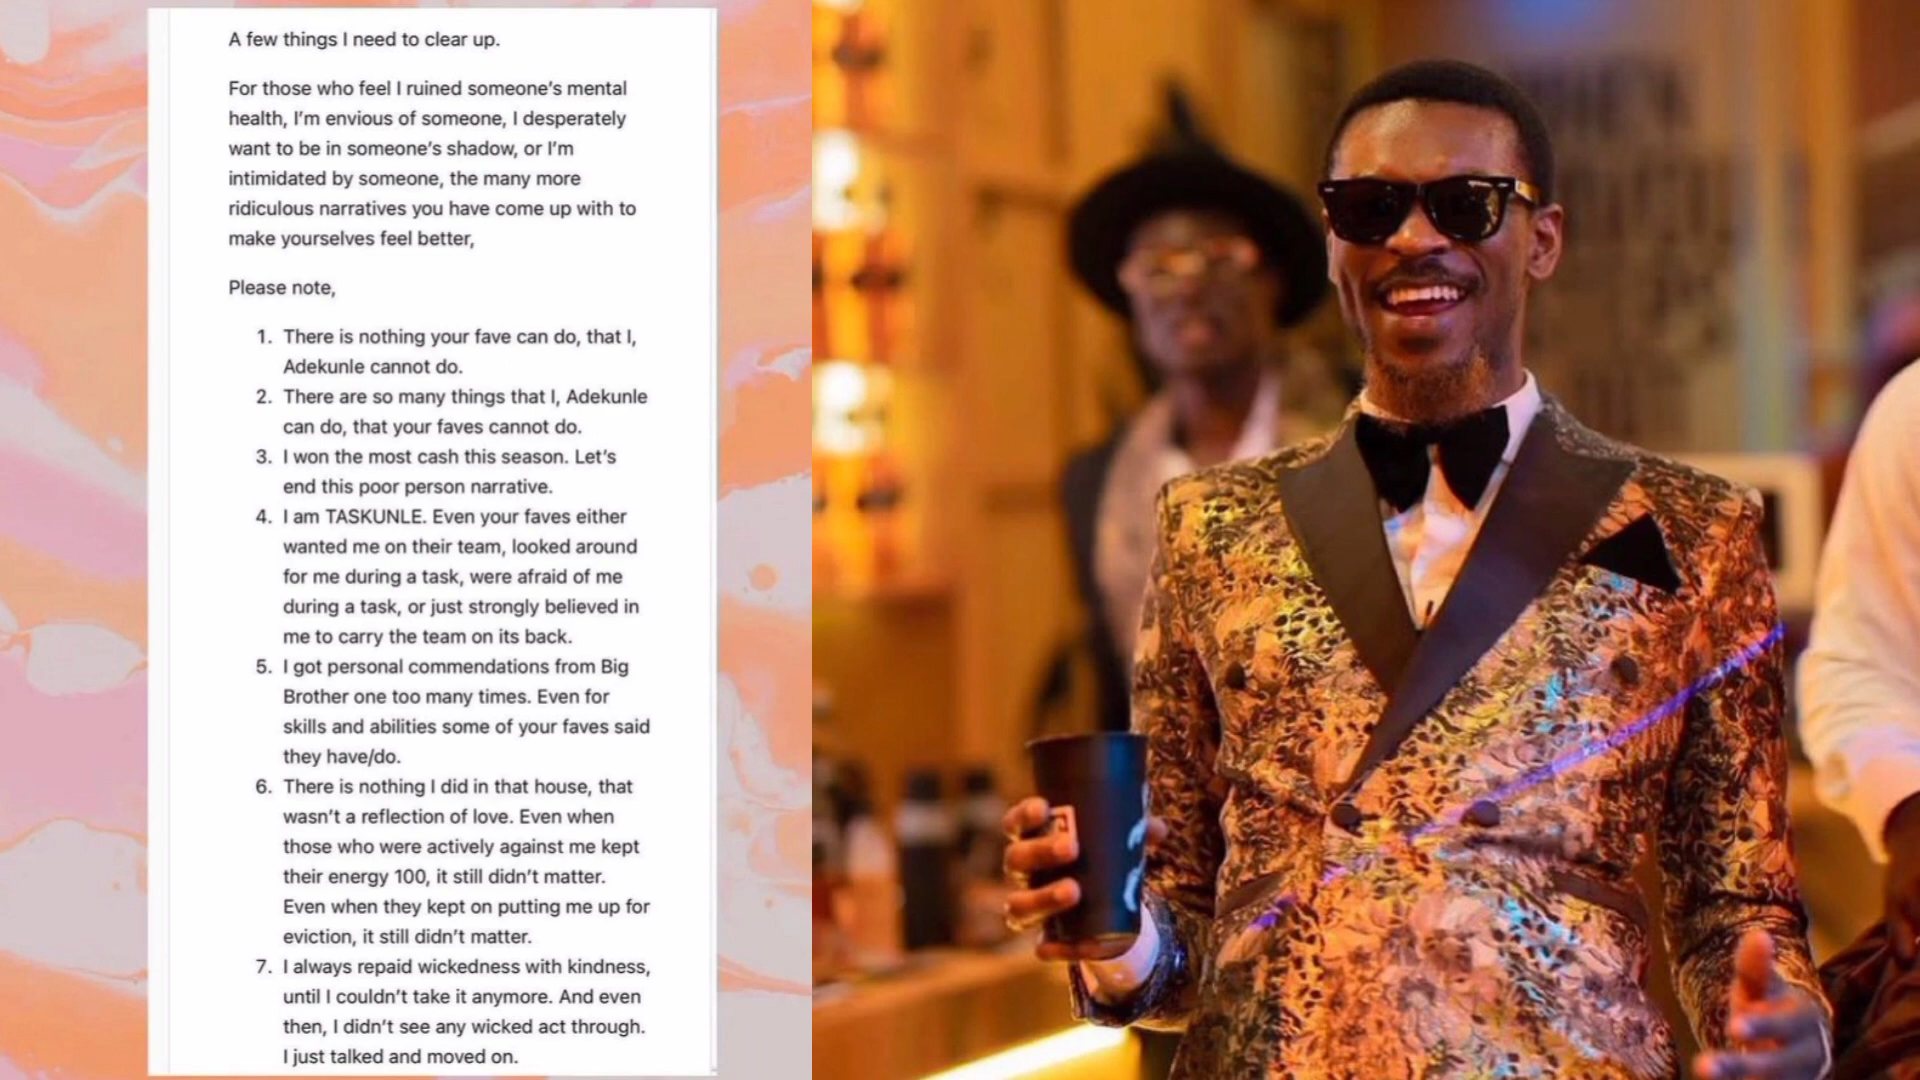 A few things I need to clear up.
For those who feel I ruined someone's mental
health, I'm envious of someone, I desperately
want to be in someone's shadow, or I'm
intimidated by someone, the many more
ridiculous narratives you have come up with to
make yourselves feel better,
Please note,
1. There is nothing your fave can do, that I,
Adekunle cannot do.
2. There are so many things that I, Adekunle
can do, that your faves cannot do.
3. I won the most cash this season. Let's
end this poor person narrative.
4. I am TASKUNLE. Even your faves either
wanted me on their team, looked around
for me during a task, were afraid of me
during a task, or just strongly believed in
me to carry the team on its back.
5. I got personal commendations from Big
Brother one too many times. Even for
skills and abilities some of your faves said
they have/do.
6. There is nothing I did in that house, that
wasn't a reflection of love. Even when
those who were actively against me kept
their energy 100, it still didn't matter.
Even when they kept on putting me up for
eviction, it still didn't matter.
7. I always repaid wickedness with kindness,
until I couldn't take it anymore. And even
then, I didn't see any wicked act through.
I just talked and moved on.